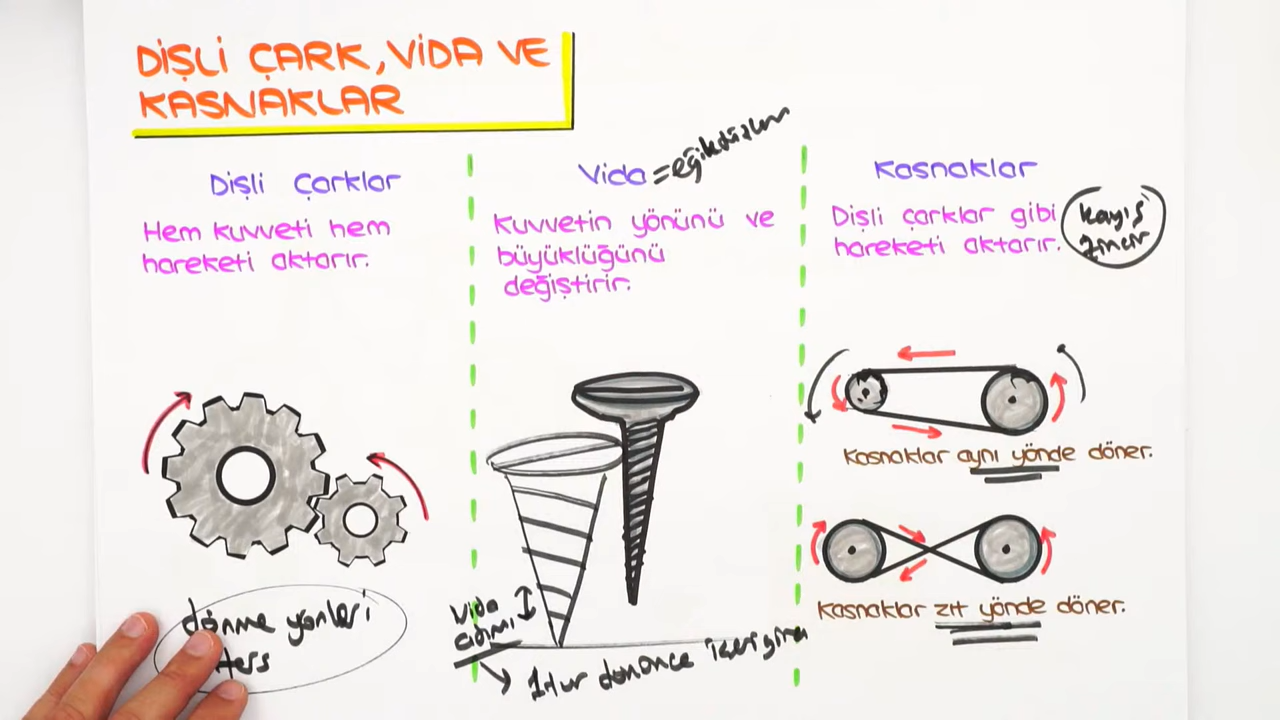 DİŞLİ ÇARK, VİDA VE
KASNAKLAR
Dişli Çarklar
Hem kuvveti hem
hareketi aktarır.
dönme yönleri
ters
Vida = eğik düzlem
Kuvvetin yönünü ve
büyüklüğünü
değiştirir.
Vida
adımı
1 tur dönünce
Kasnaklar
Dişli çarklar gibi
hareketi aktarır.
kayış
Kasnaklar aynı yönde döner.
Kasnaklar zıt yönde döner.